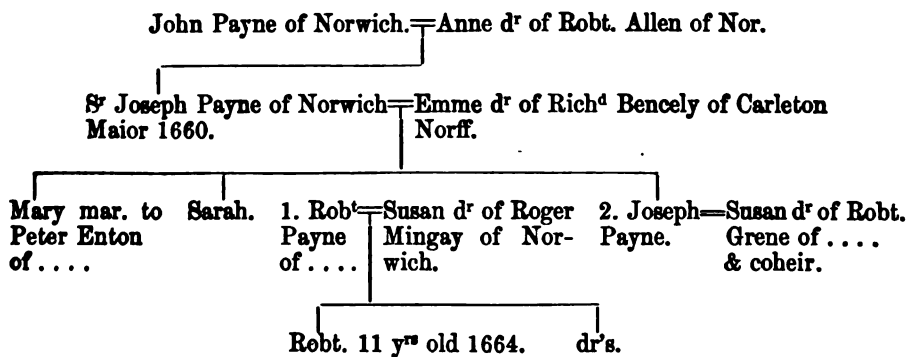 John Payne of Norwich.═Anne dʳ of Robt. Allen of Nor.
Sʳ Joseph Payne of Norwich═Emme dʳ of Richᵈ Bencely of Carleton
Maior 1660. Norff.
Mary mar. to Sarah. 1. Robᵗ═Susan dʳ of Roger 2. Joseph═Susan dʳ of Robt.
Peter Enton Payne Mingay of Nor- Payne. Grene of ....
of .... of .... wich. & coheir.
Robt. 11 yʳˢ old 1664. dr's.